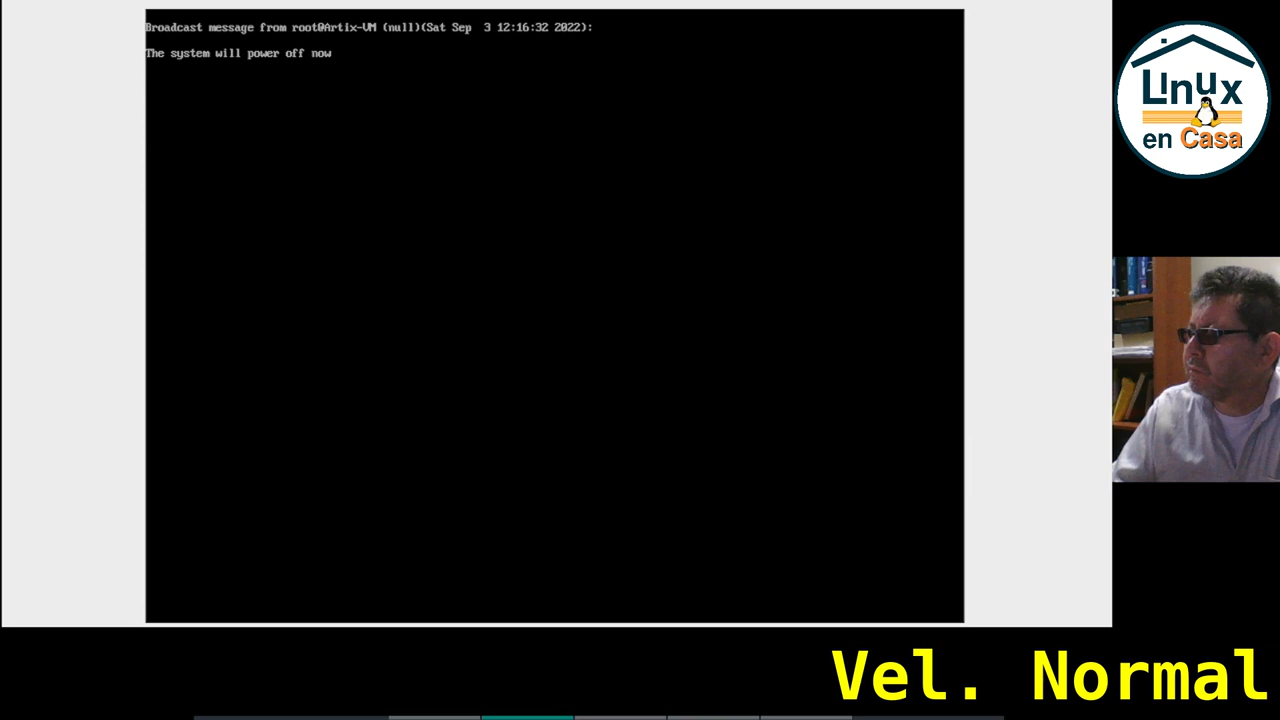 Broadcast message from root@Artix-VM (null)(Sat Sep  3 12:16:32 2022):
The system will power off now
Linux
en Casa
Vel. Normal